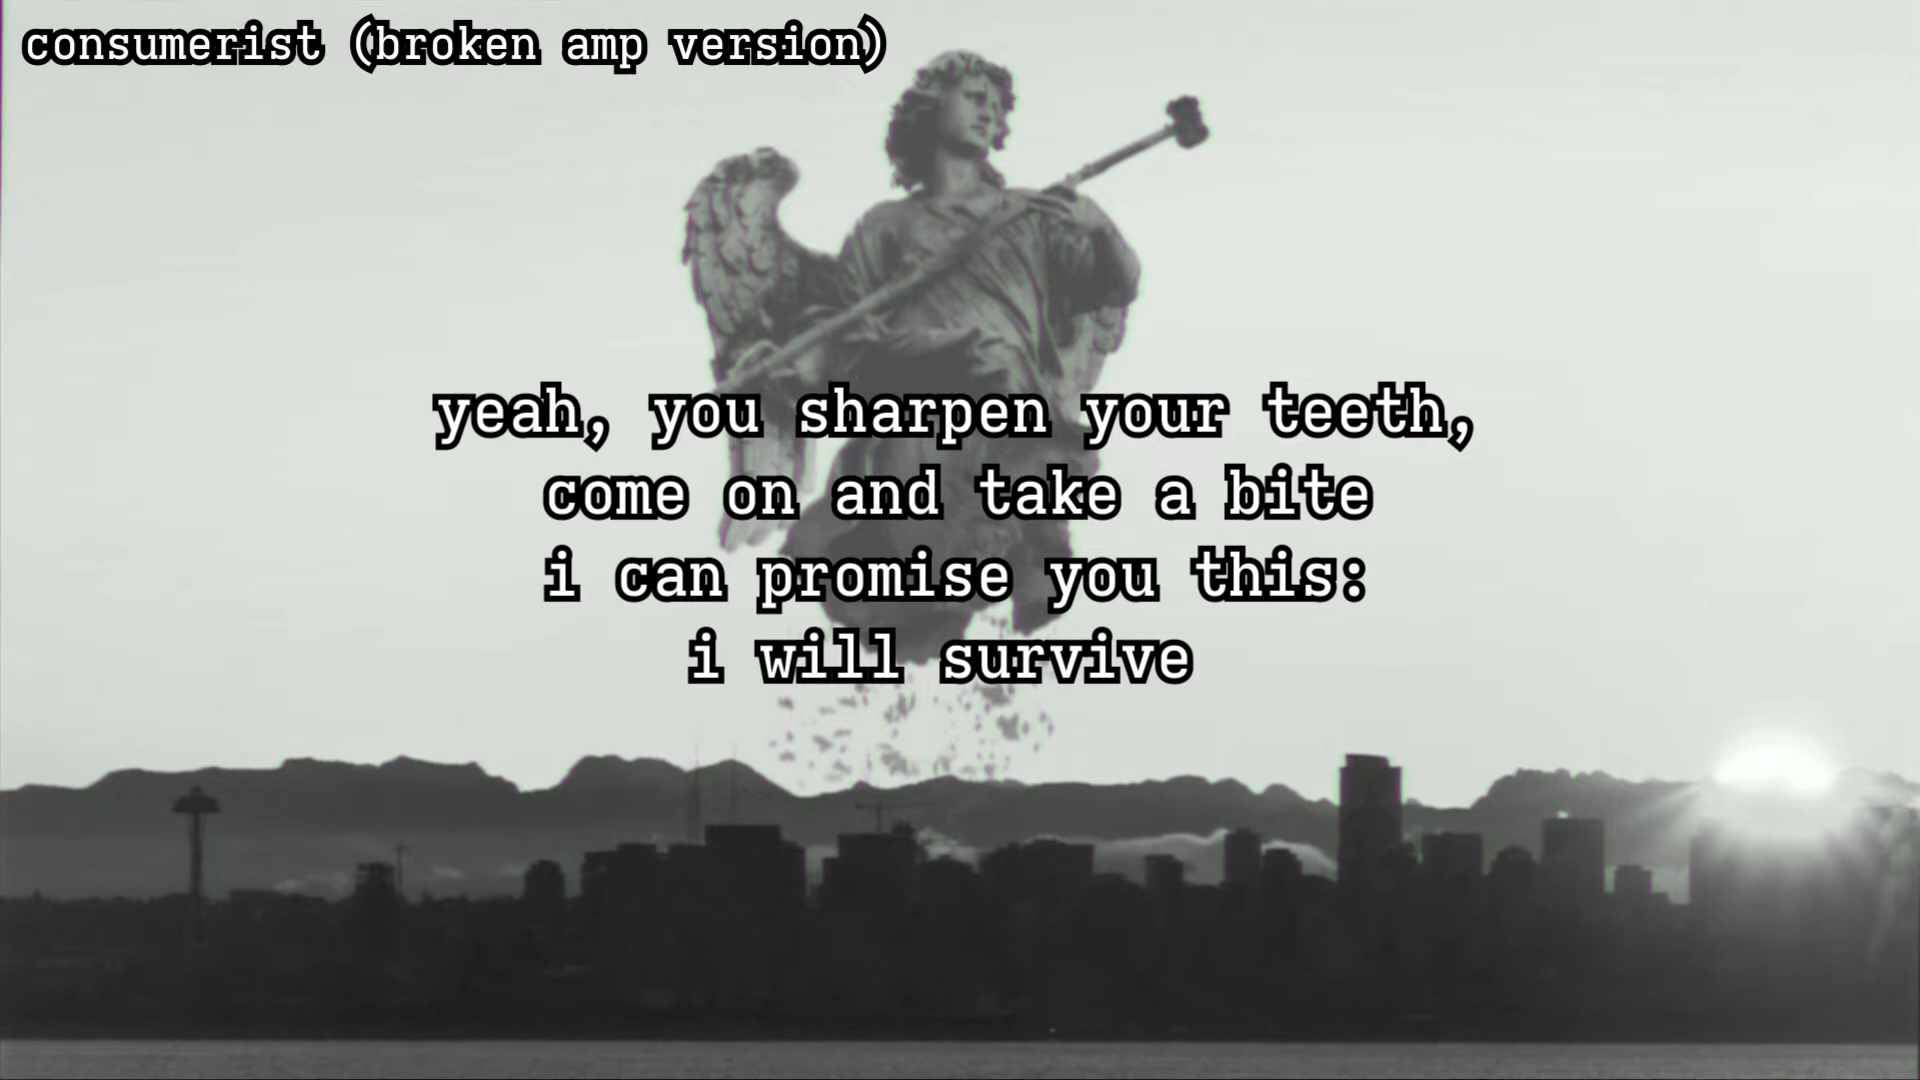 consumerist (broken amp version)
yeah, you sharpen your teeth,
come on and take a bite
i can promise you this:
i will survive